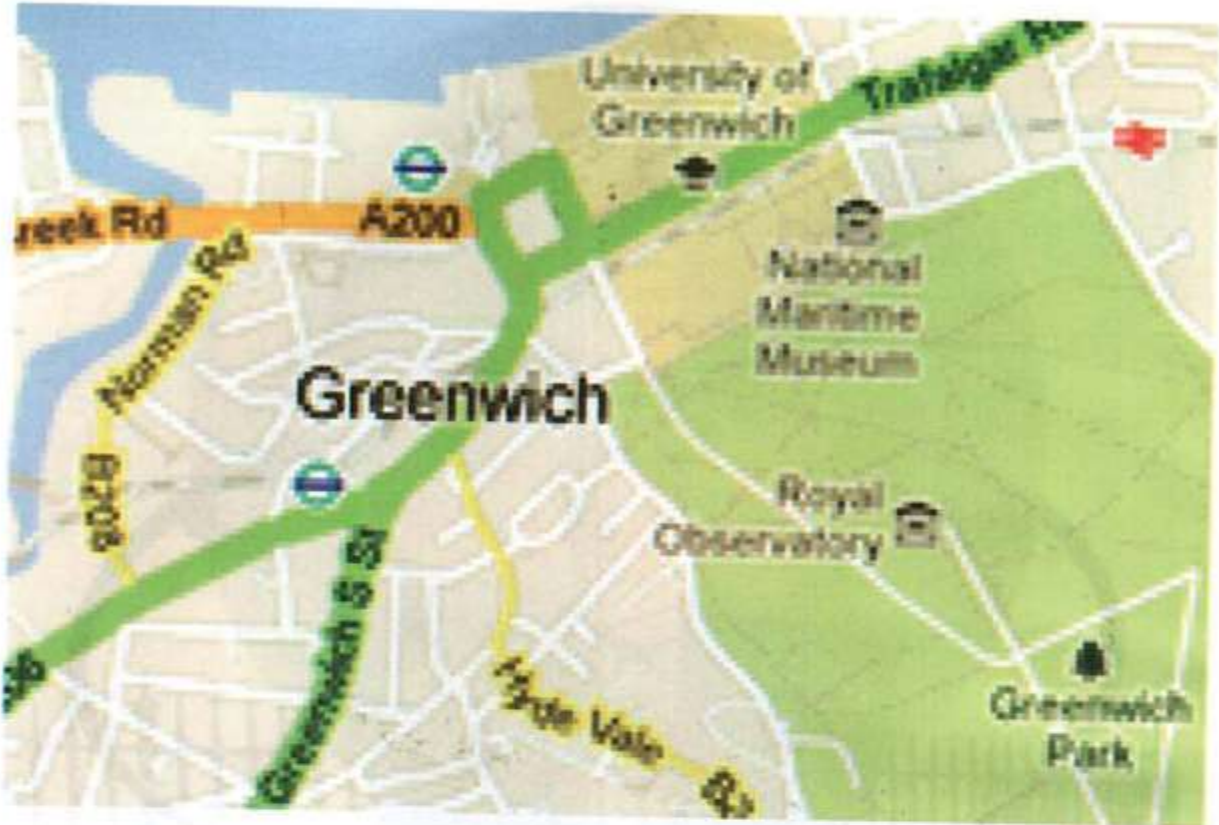 University of
Greenwich
Trafalgar
reek Rd
A200
Norman Rd
National
Maritime
Museum
Greenwich
B208
Royal
Observatory
Greenwich S St
Hyde Vale
Greenwich
Park